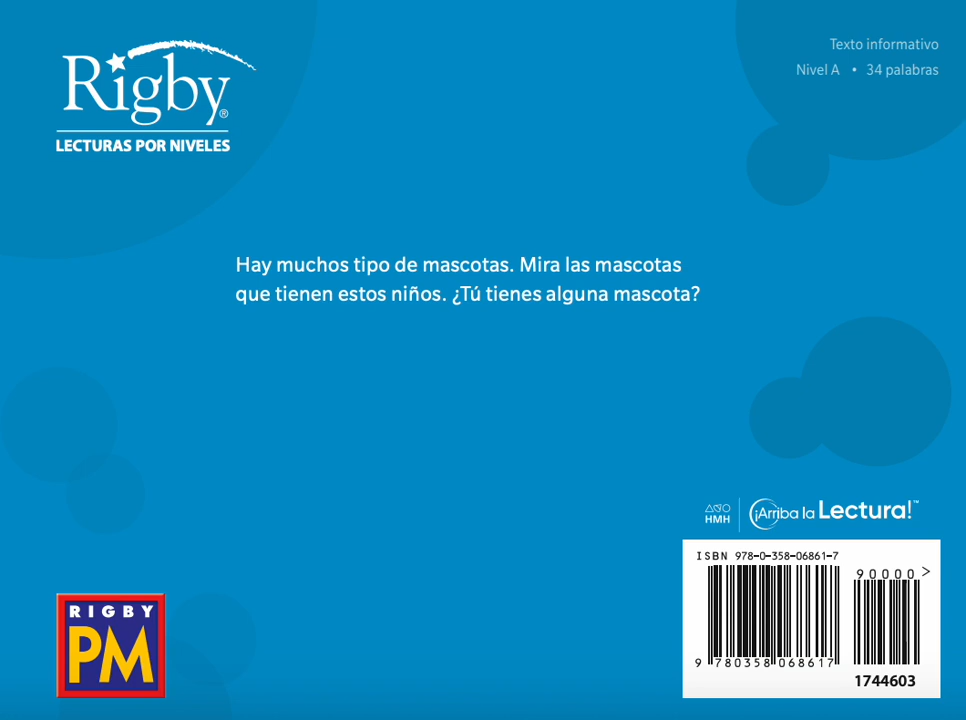 Rigby®
LECTURAS POR NIVELES
Texto informativo
Nivel A • 34 palabras
Hay muchos tipo de mascotas. Mira las mascotas
que tienen estos niños. ¿Tú tienes alguna mascota?
HMH
¡Arriba la Lectura!™
ISBN 978-0-358-06861-7
90000>
9 780358 068617
1744603
RIGBY
PM